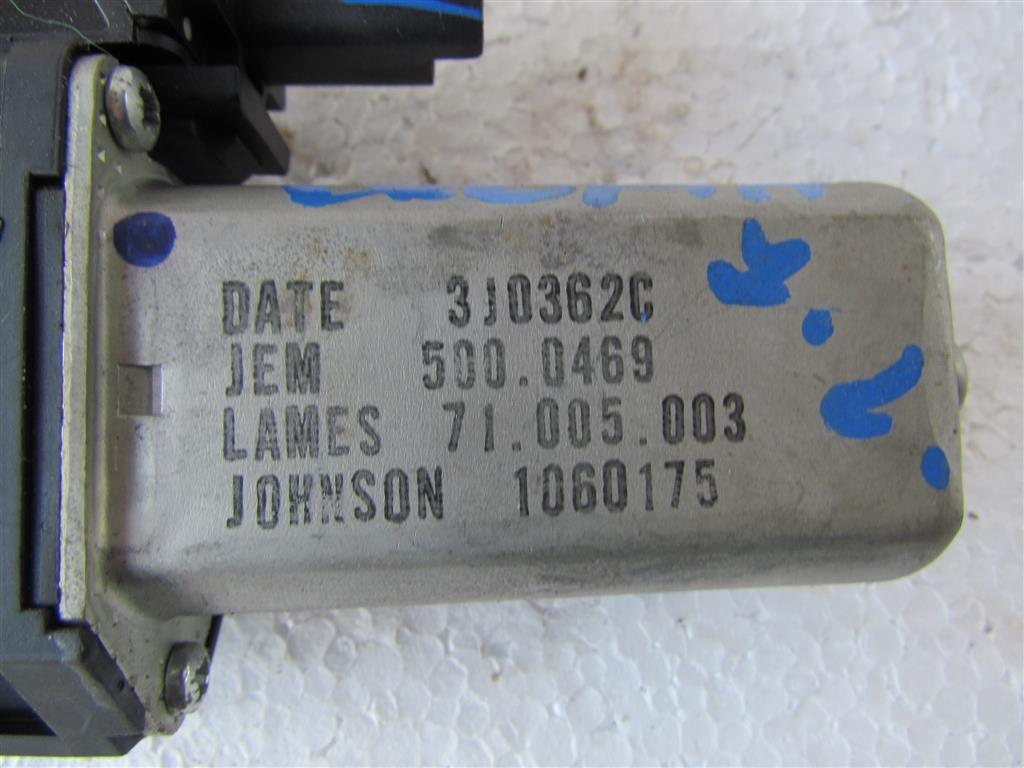 DATE 3J0362C
JEM 500.0469
LAMES 71.005.003
JOHNSON 1060175